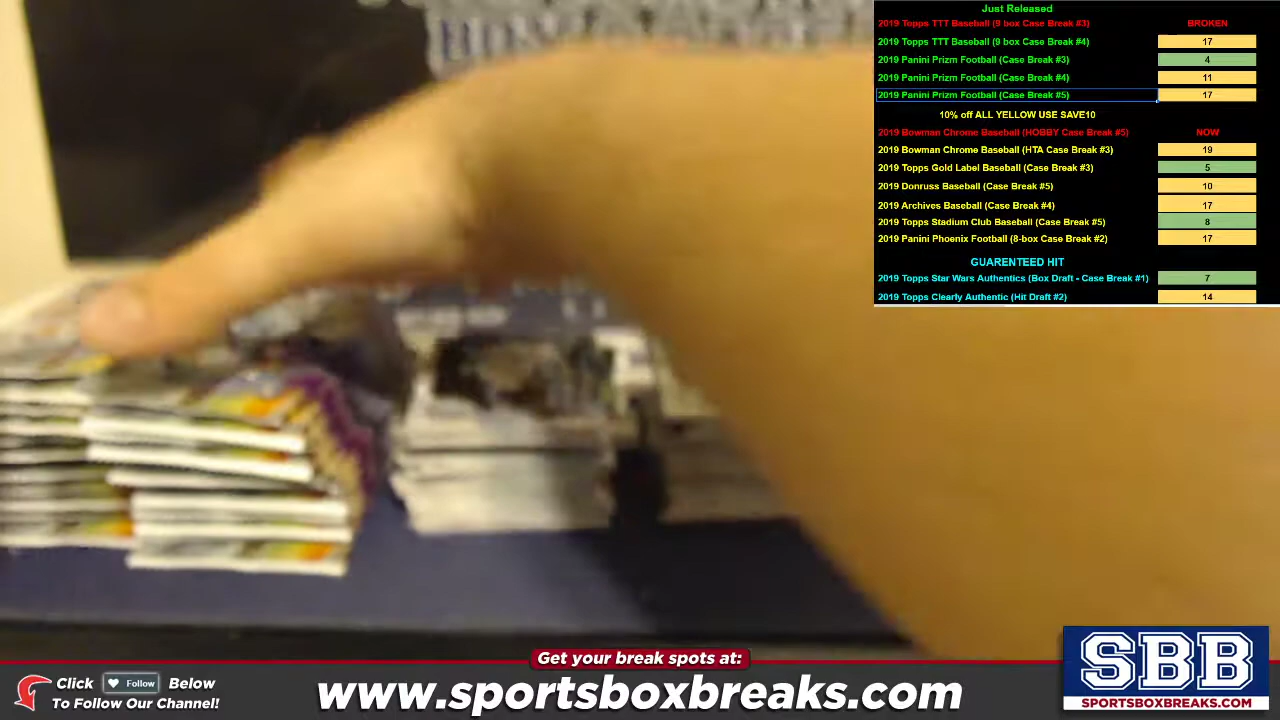 Just Released
2019 Topps TTT Baseball (9 box Case Break #3) BROKEN
2019 Topps TTT Baseball (9 box Case Break #4) 17
2019 Panini Prizm Football (Case Break #3) 4
2019 Panini Prizm Football (Case Break #4) 11
2019 Panini Prizm Football (Case Break #5) 17
10% off ALL YELLOW USE SAVE10
2019 Bowman Chrome Baseball (HOBBY Case Break #5) NOW
2019 Bowman Chrome Baseball (HTA Case Break #3) 19
2019 Topps Gold Label Baseball (Case Break #3) 5
2019 Donruss Baseball (Case Break #5) 10
2019 Archives Baseball (Case Break #4) 17
2019 Topps Stadium Club Baseball (Case Break #5) 8
2019 Panini Phoenix Football (8-box Case Break #2) 17
GUARENTEED HIT
2019 Topps Star Wars Authentics (Box Draft - Case Break #1) 7
2019 Topps Clearly Authentic (Hit Draft #2) 14
Get your break spots at:
Click Follow Below
To Follow Our Channel!
www.sportsboxbreaks.com
SBB
SPORTSBOXBREAKS.COM